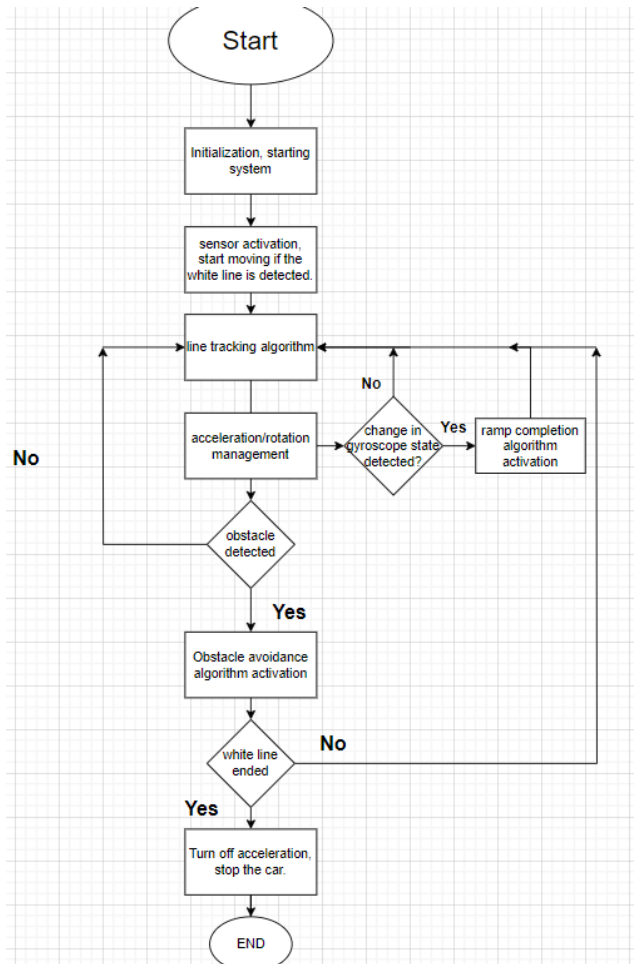 Start
Initialization, starting
system
sensor activation,
start moving if the
white line is detected.
line tracking algorithm
No
acceleration/rotation
management
change in
gyroscope state
detected?
Yes
ramp completion
algorithm
activation
No
obstacle
detected
Yes
Obstacle avoidance
algorithm activation
white line
ended
No
Yes
Turn off acceleration,
stop the car.
END